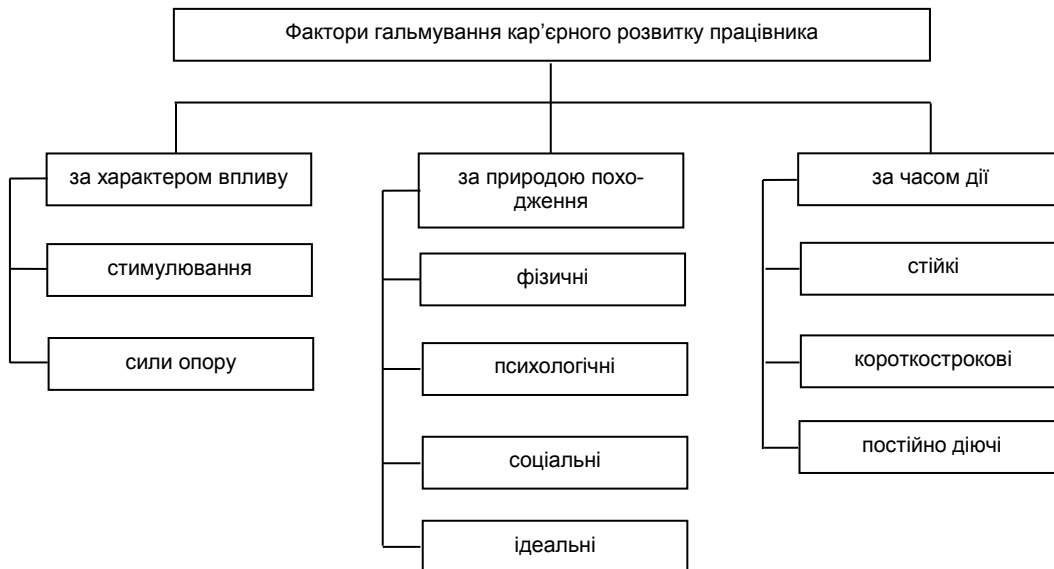 Фактори гальмування кар’єрного розвитку працівника
за характером впливу
стимулювання
сили опору
за природою похо-
дження
фізичні
психологічні
соціальні
ідеальні
за часом дії
стійкі
короткострокові
постійно діючі